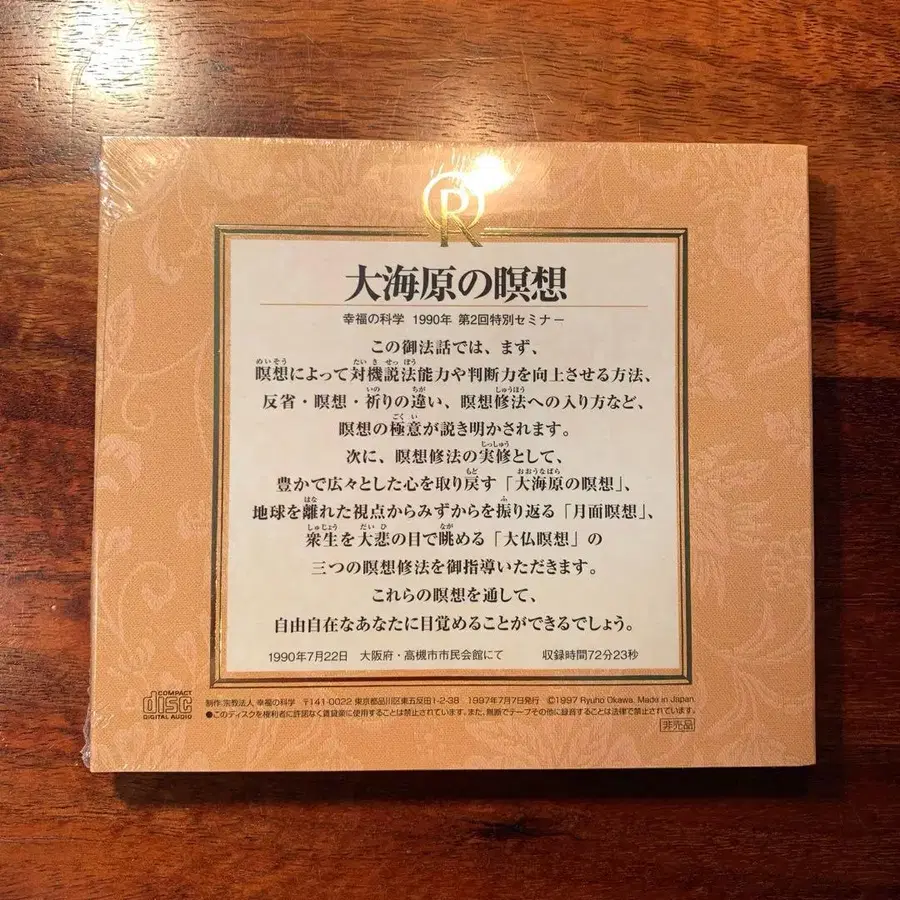 R
大海原の瞑想
幸福の科学 1990年 第2回特別セミナー
この御法話では、まず、
瞑想によって対機説法能力や判断力を向上させる方法、
反省・瞑想・祈りの違い、瞑想修法への入り方など、
瞑想の極意が説き明かされます。
次に、瞑想修法の実修として、
豊かで広々とした心を取り戻す「大海原の瞑想」、
地球を離れた視点からみずからを振り返る「月面瞑想」、
衆生を大悲の目で眺める「大仏瞑想」の
三つの瞑想修法を御指導いただきます。
これらの瞑想を通して、
自由自在なあなたに目覚めることができるでしょう。
1990年7月22日 大阪府・高槻市市民会館にて 収録時間72分23秒
COMPACT
disc
DIGITAL AUDIO
制作 宗教法人 幸福の科学 〒141-0022 東京都品川区東五反田1-2-38 1997年7月7日発行 ©1997 Ryuho Okawa, Made in Japan
●このディスクを権利者に許諾なく賃貸業に使用することは禁止されています。また、無断でテープその他に録音することは法律で禁止されています。
非売品